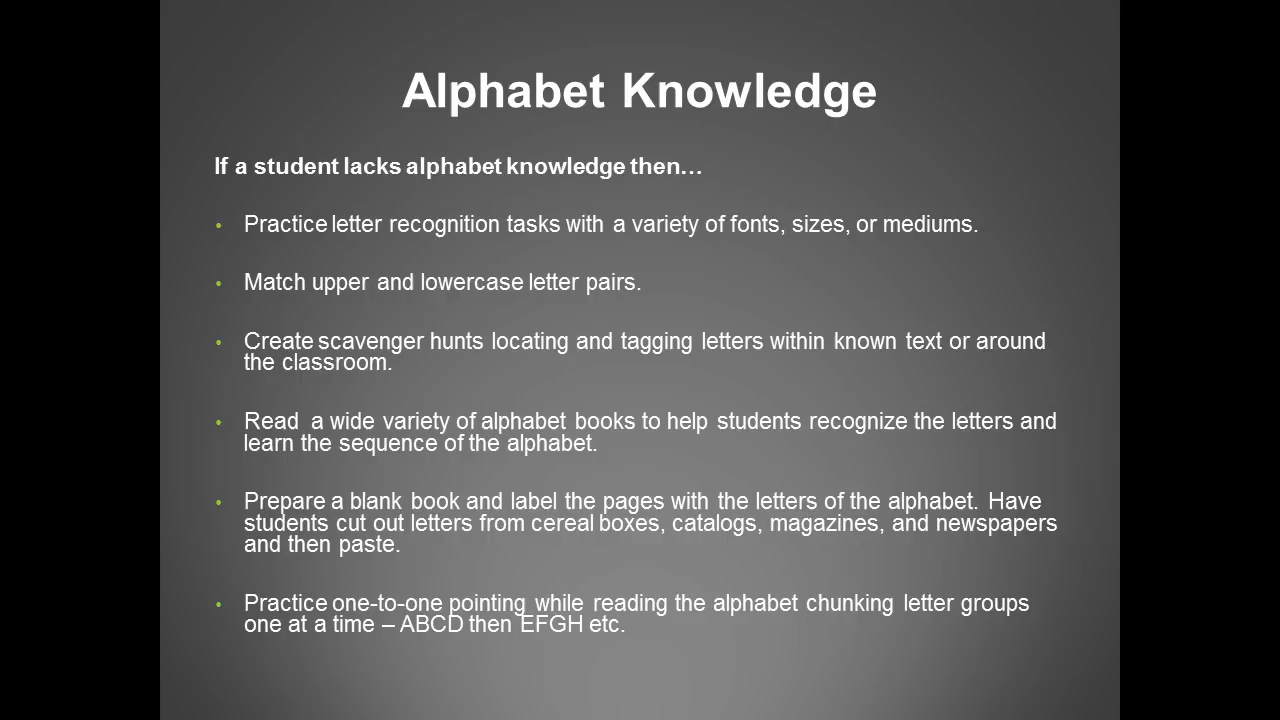 Alphabet Knowledge
If a student lacks alphabet knowledge then…
• Practice letter recognition tasks with a variety of fonts, sizes, or mediums.
• Match upper and lowercase letter pairs.
• Create scavenger hunts locating and tagging letters within known text or around
the classroom.
• Read  a wide variety of alphabet books to help students recognize the letters and
learn the sequence of the alphabet.
• Prepare a blank book and label the pages with the letters of the alphabet.  Have
students cut out letters from cereal boxes, catalogs, magazines, and newspapers
and then paste.
• Practice one-to-one pointing while reading the alphabet chunking letter groups
one at a time – ABCD then EFGH etc.